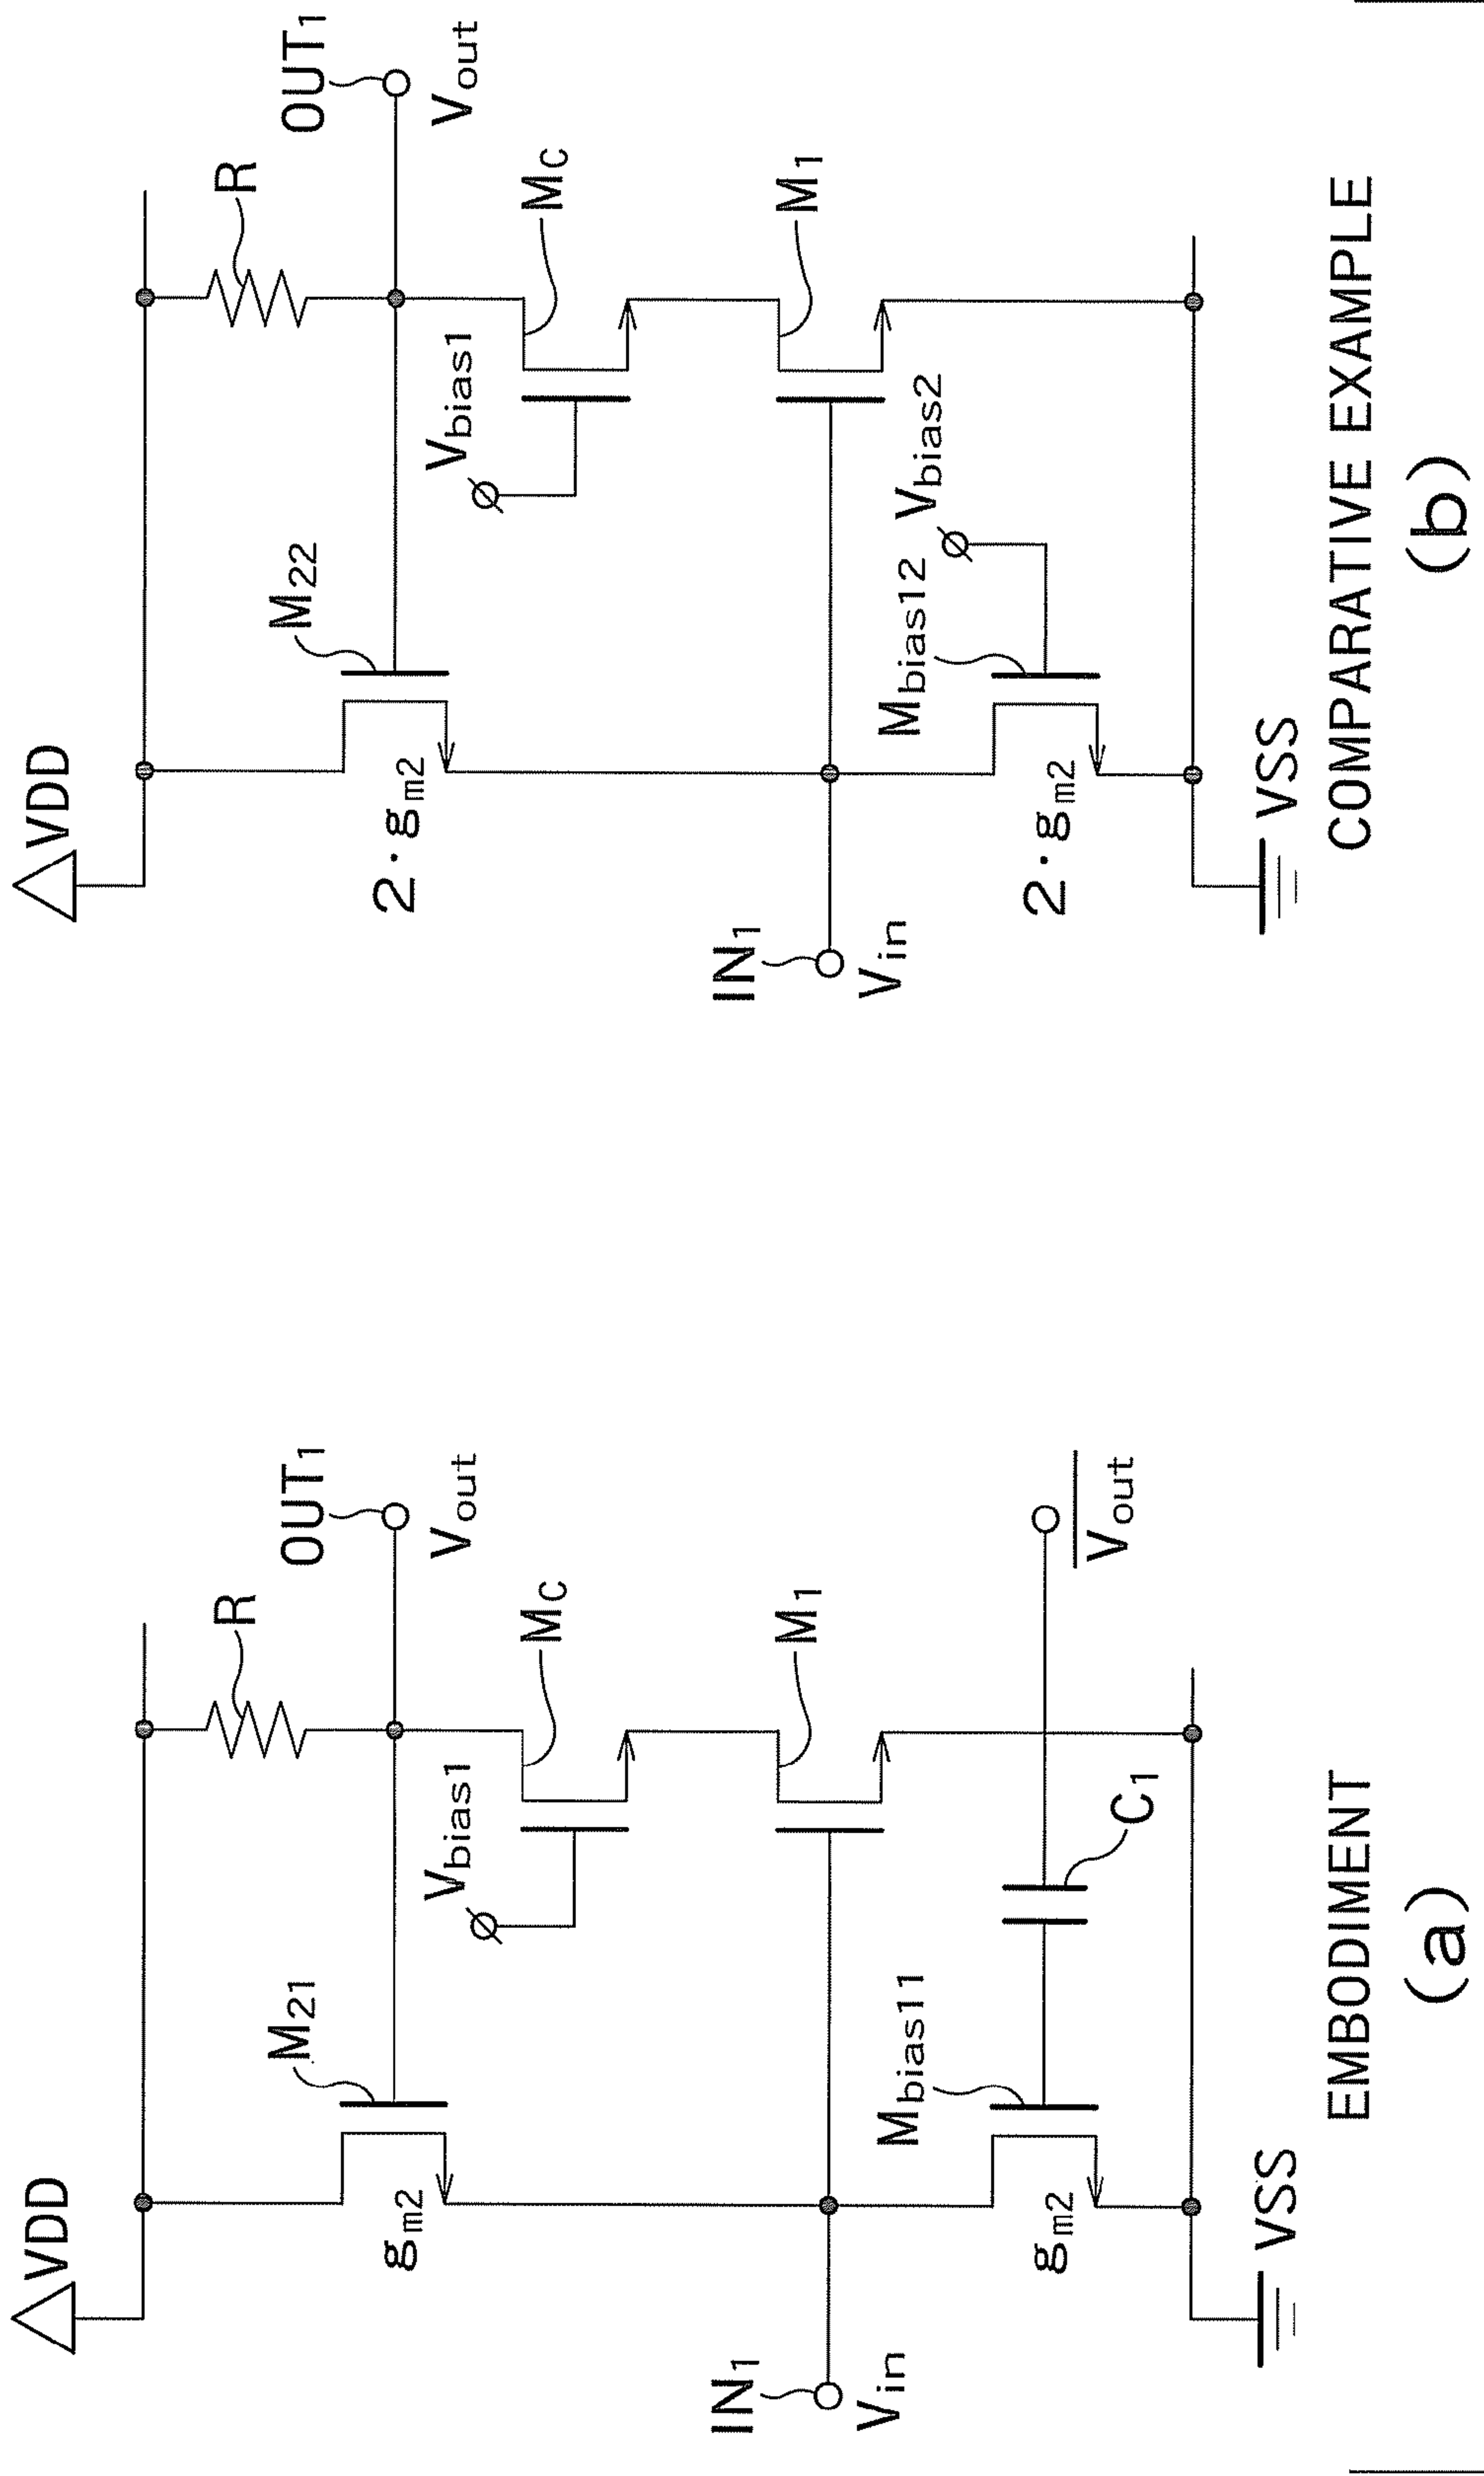 VDD
R
OUT1
Vout
M21
gm2
Vbias1
MC
M1
IN1
Vin
Mbias11
gm2
C1
Vout
VSS
EMBODIMENT
(a)
VDD
R
OUT1
Vout
M22
2·gm2
Vbias1
MC
M1
IN1
Vin
Mbias12
Vbias2
2·gm2
VSS
COMPARATIVE EXAMPLE
(b)